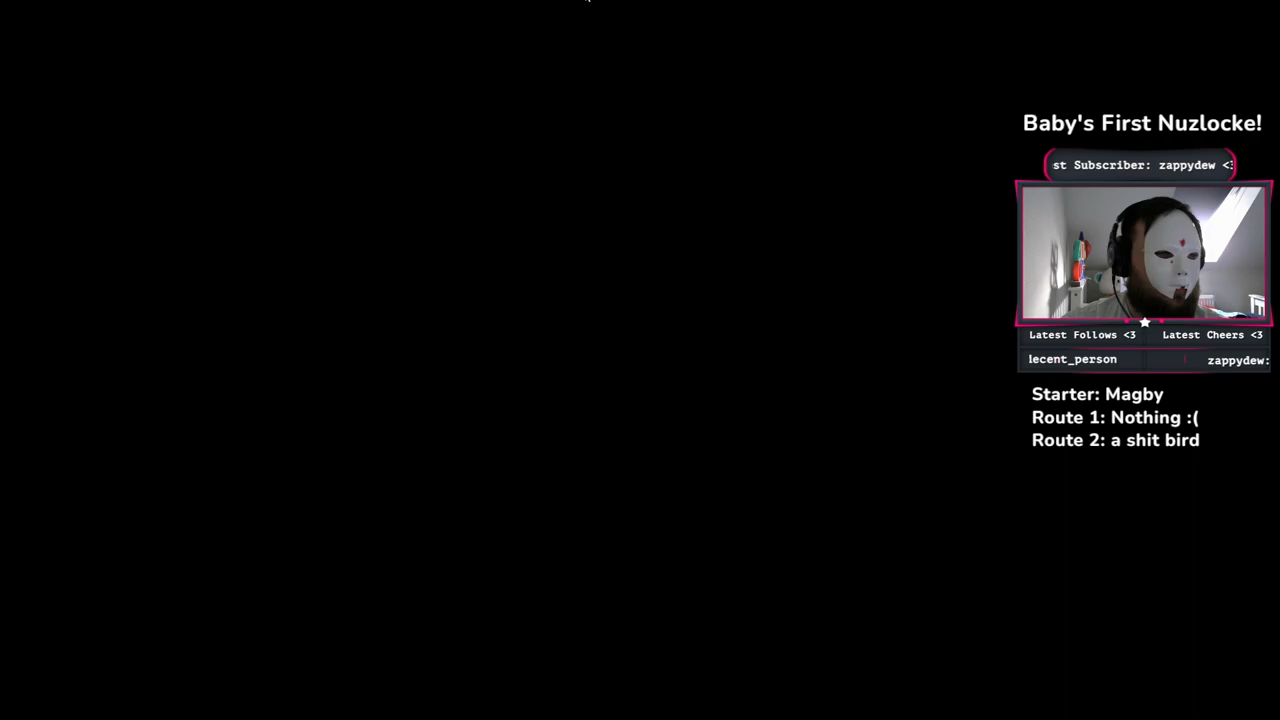 Baby's First Nuzlocke!
st Subscriber: zappydew <3
Latest Follows <3
Latest Cheers <3
lecent_person
zappydew:
Starter: Magby
Route 1: Nothing :(
Route 2: a shit bird